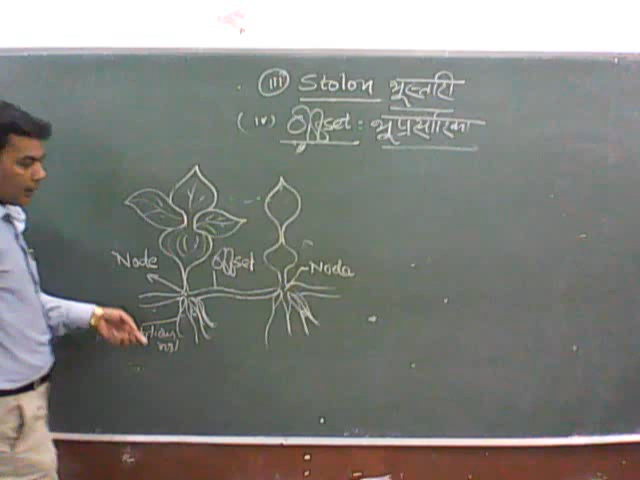 (iii) Stolon भूस्तारी
(iv) Offset : भूप्रसारिका
Node
Offset
Node